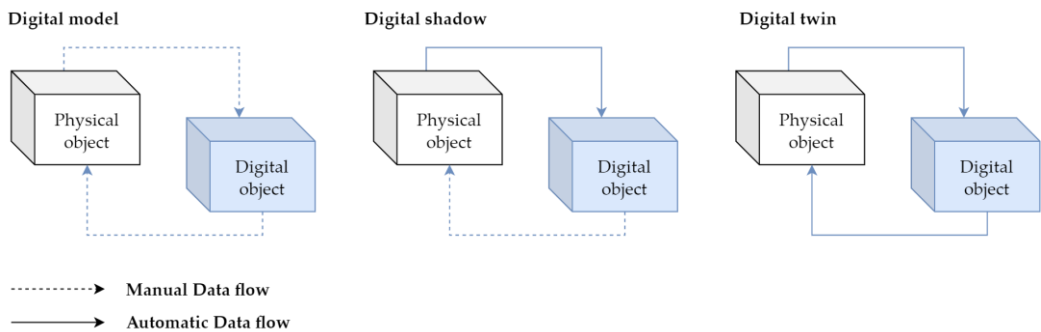 Digital model
Digital shadow
Digital twin
Physical
object
Digital
object
Physical
object
Digital
object
Physical
object
Digital
object
Manual Data flow
Automatic Data flow